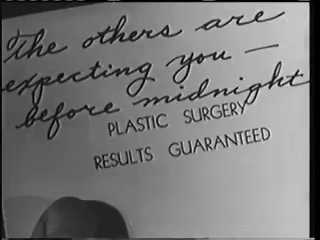 The others are
expecting you —
before midnight
PLASTIC SURGERY
RESULTS GUARANTEED